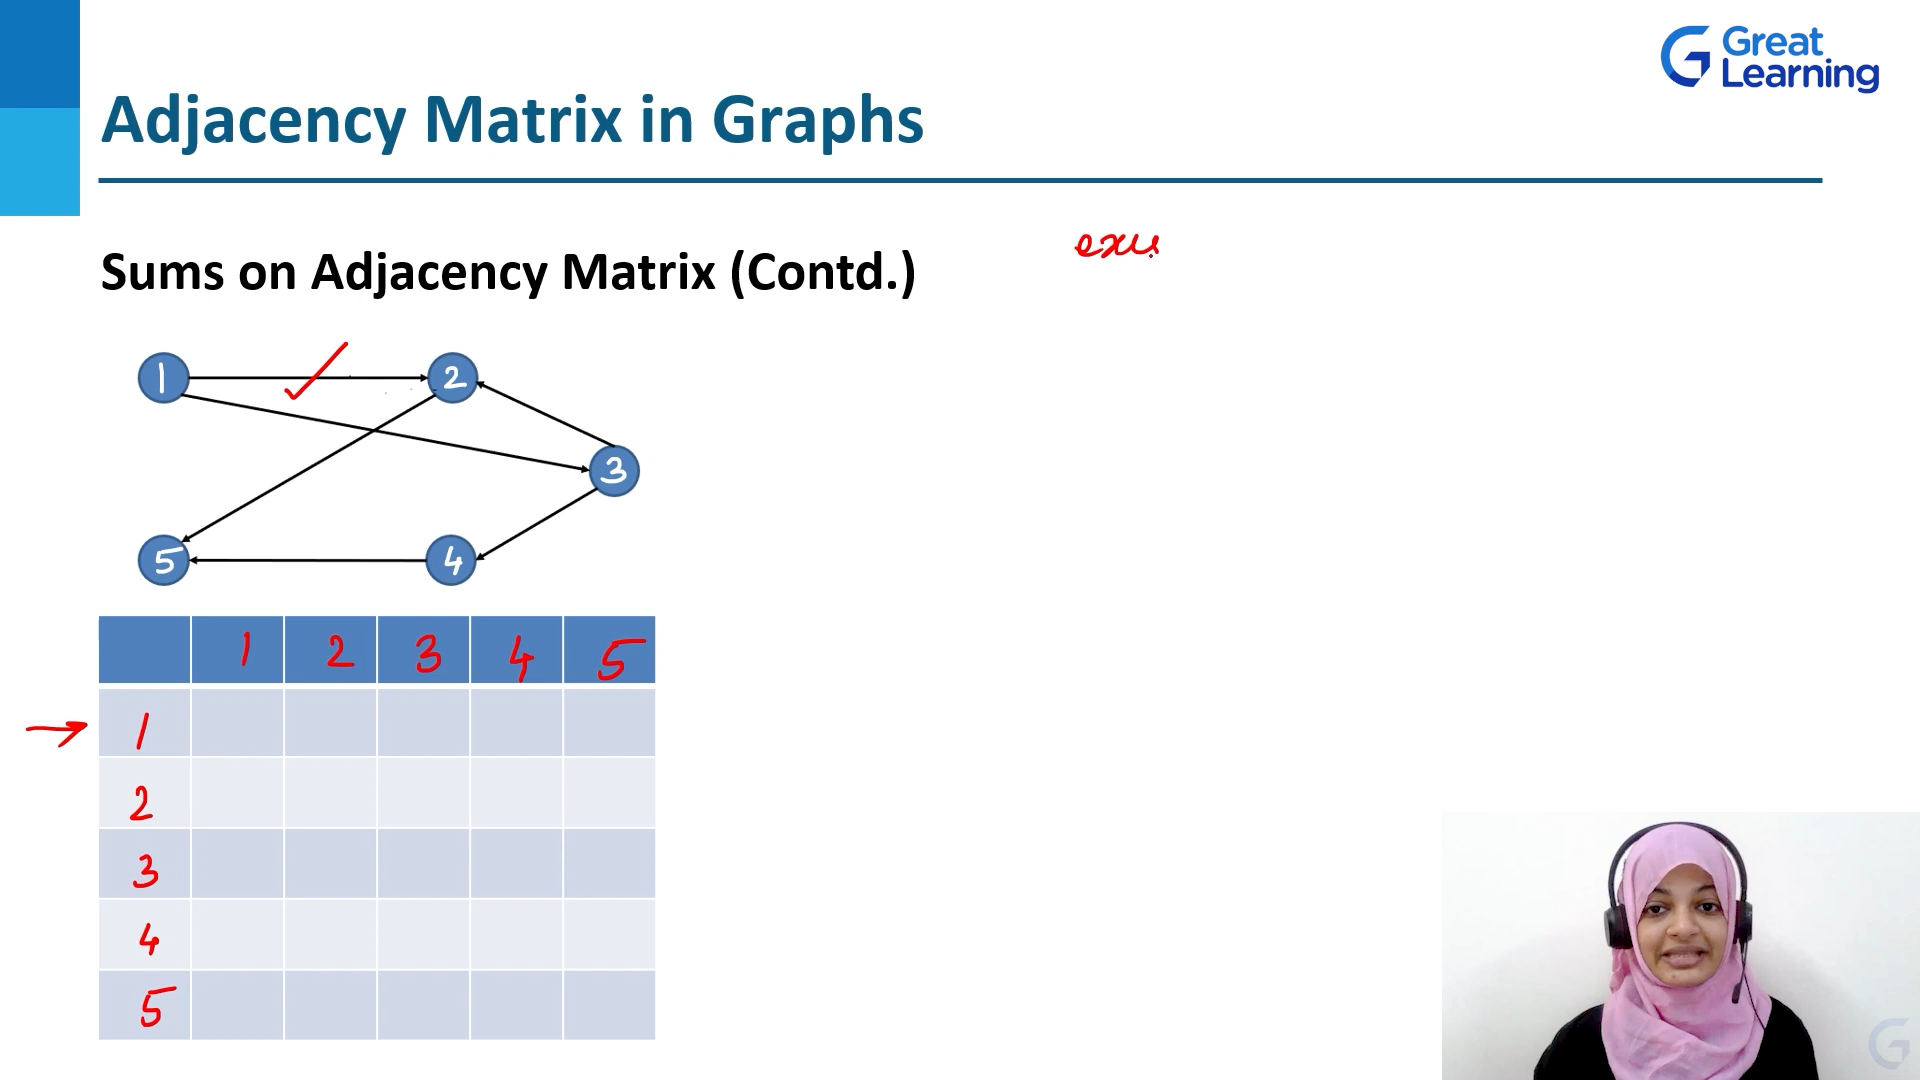 Great
Learning
Adjacency Matrix in Graphs
Sums on Adjacency Matrix (Contd.)
1 2
3
5 4
1 2 3 4 5
1
2
3
4
5